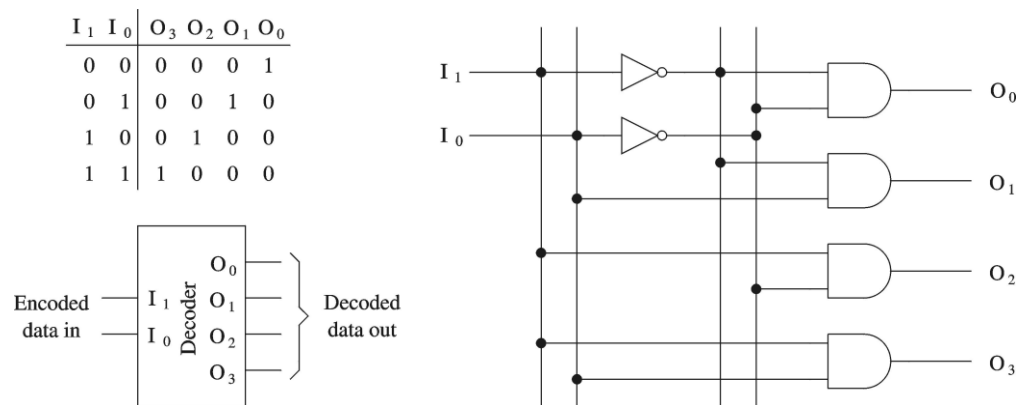 I1 I0 O3 O2 O1 O0
0 0 0 0 0 1
0 1 0 0 1 0
1 0 0 1 0 0
1 1 1 0 0 0
Encoded
data in
I1
I0
Decoder
O0
O1
O2
O3
Decoded
data out
I1
I0
O0
O1
O2
O3